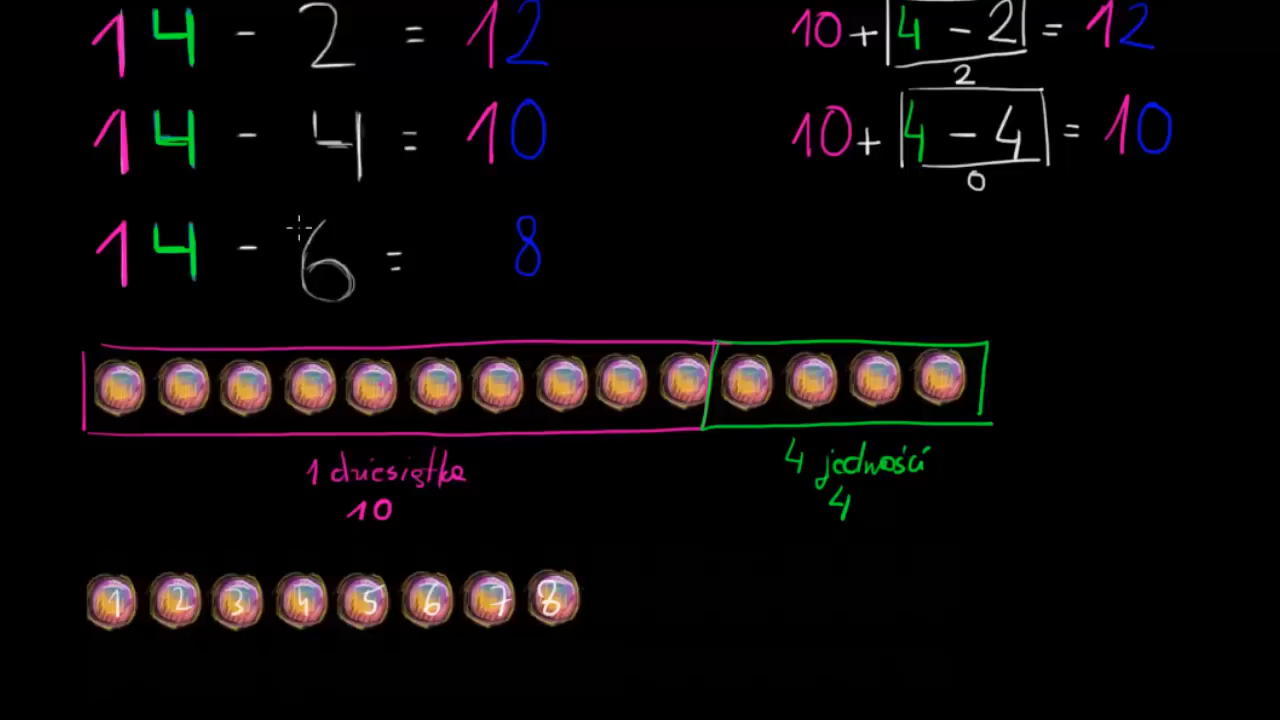 14 - 2 = 12
10 + 4 - 2 = 12
2
14 - 4 = 10
10 + 4 - 4 = 10
0
14 - 6 = 8
1 dziesiątka
10
4 jedności
4
1 2 3 4 5 6 7 8